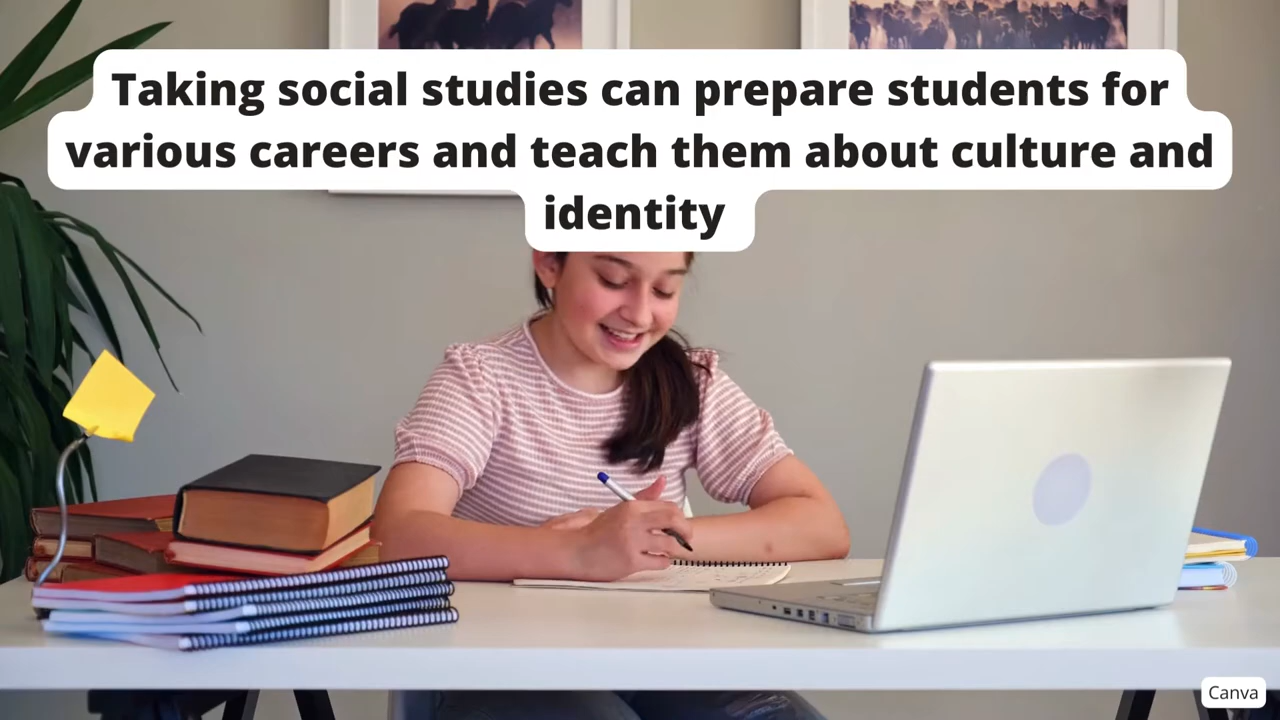 Taking social studies can prepare students for
various careers and teach them about culture and
identity
Canva